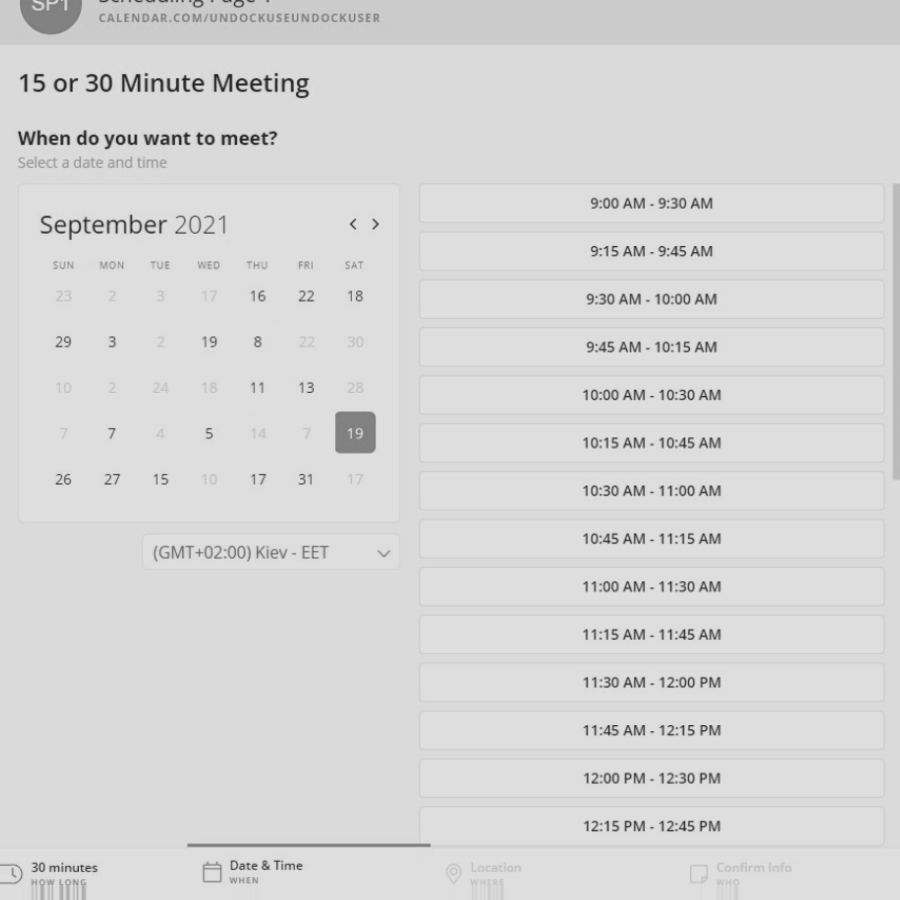 SP1
Scheduling Page 1
CALENDAR.COM/UNDOCKUSEUNDOCKUSER
15 or 30 Minute Meeting
When do you want to meet?
Select a date and time
September 2021
SUN MON TUE WED THU FRI SAT
23 2 3 17 16 22 18
29 3 2 19 8 22 30
10 2 24 18 11 13 28
7 7 4 5 14 7 19
26 27 15 10 17 31 17
(GMT+02:00) Kiev - EET
9:00 AM - 9:30 AM
9:15 AM - 9:45 AM
9:30 AM - 10:00 AM
9:45 AM - 10:15 AM
10:00 AM - 10:30 AM
10:15 AM - 10:45 AM
10:30 AM - 11:00 AM
10:45 AM - 11:15 AM
11:00 AM - 11:30 AM
11:15 AM - 11:45 AM
11:30 AM - 12:00 PM
11:45 AM - 12:15 PM
12:00 PM - 12:30 PM
12:15 PM - 12:45 PM
30 minutes
HOW LONG
Date & Time
WHEN
Location
WHERE
Confirm Info
WHO